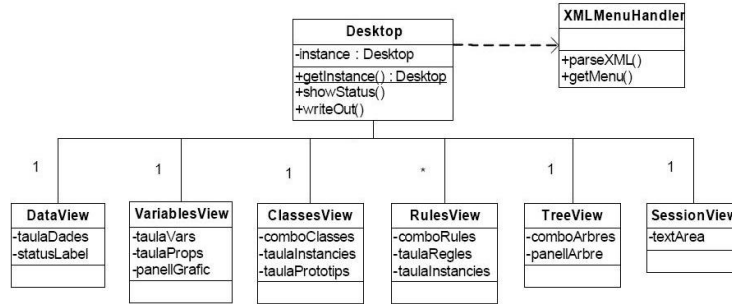 Desktop
-instance : Desktop
+getInstance() : Desktop
+showStatus()
+writeOut()
XMLMenuHandler
+parseXML()
+getMenu()
1
1
1
*
1
1
DataView
-taulaDades
-statusLabel
VariablesView
-taulaVars
-taulaProps
-panellGrafic
ClassesView
-comboClasses
-taulaInstancies
-taulaPrototips
RulesView
-comboRules
-taulaRegles
-taulaInstancies
TreeView
-comboArbres
-panellArbre
SessionView
-textArea